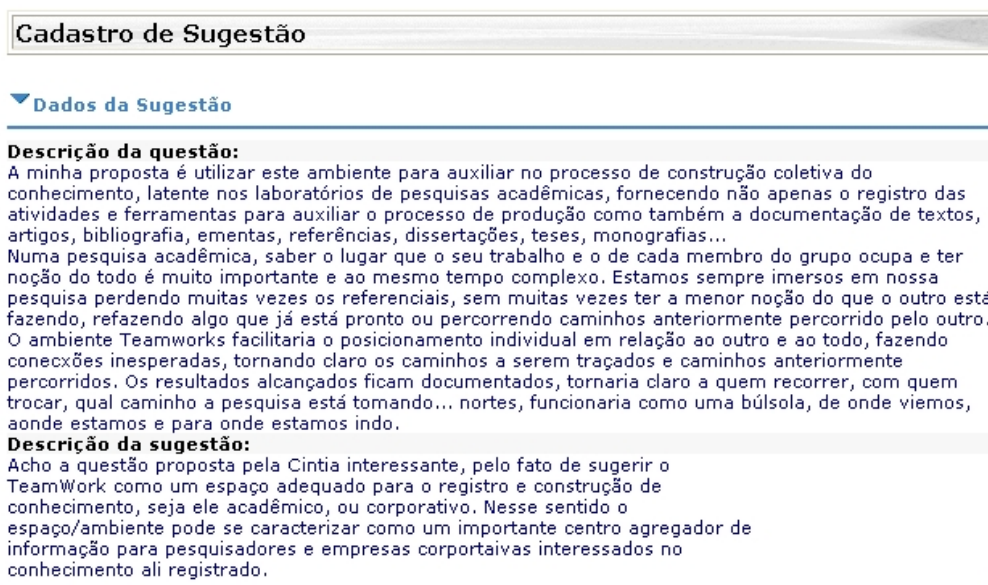 Cadastro de Sugestão
Dados da Sugestão
Descrição da questão:
A minha proposta é utilizar este ambiente para auxiliar no processo de construção coletiva do
conhecimento, latente nos laboratórios de pesquisas acadêmicas, fornecendo não apenas o registro das
atividades e ferramentas para auxiliar o processo de produção como também a documentação de textos,
artigos, bibliografia, ementas, referências, dissertações, teses, monografias...
Numa pesquisa acadêmica, saber o lugar que o seu trabalho e o de cada membro do grupo ocupa e ter
noção do todo é muito importante e ao mesmo tempo complexo. Estamos sempre imersos em nossa
pesquisa perdendo muitas vezes os referenciais, sem muitas vezes ter a menor noção do que o outro está
fazendo, refazendo algo que já está pronto ou percorrendo caminhos anteriormente percorrido pelo outro.
O ambiente Teamworks facilitaria o posicionamento individual em relação ao outro e ao todo, fazendo
conecxões inesperadas, tornando claro os caminhos a serem traçados e caminhos anteriormente
percorridos. Os resultados alcançados ficam documentados, tornaria claro a quem recorrer, com quem
trocar, qual caminho a pesquisa está tomando... nortes, funcionaria como uma búlsola, de onde viemos,
aonde estamos e para onde estamos indo.
Descrição da sugestão:
Acho a questão proposta pela Cintia interessante, pelo fato de sugerir o
TeamWork como um espaço adequado para o registro e construção de
conhecimento, seja ele acadêmico, ou corporativo. Nesse sentido o
espaço/ambiente pode se caracterizar como um importante centro agregador de
informação para pesquisadores e empresas corportaivas interessados no
conhecimento ali registrado.